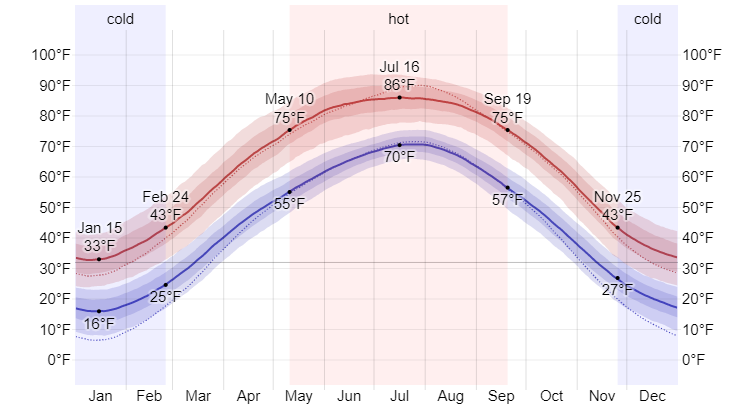 cold hot cold
100°F 100°F
90°F 90°F
80°F 80°F
70°F 70°F
60°F 60°F
50°F 50°F
40°F 40°F
30°F 30°F
20°F 20°F
10°F 10°F
0°F 0°F
Jan 15
33°F
16°F
Feb 24
43°F
25°F
May 10
75°F
55°F
Jul 16
86°F
70°F
Sep 19
75°F
57°F
Nov 25
43°F
27°F
Jan Feb Mar Apr May Jun Jul Aug Sep Oct Nov Dec